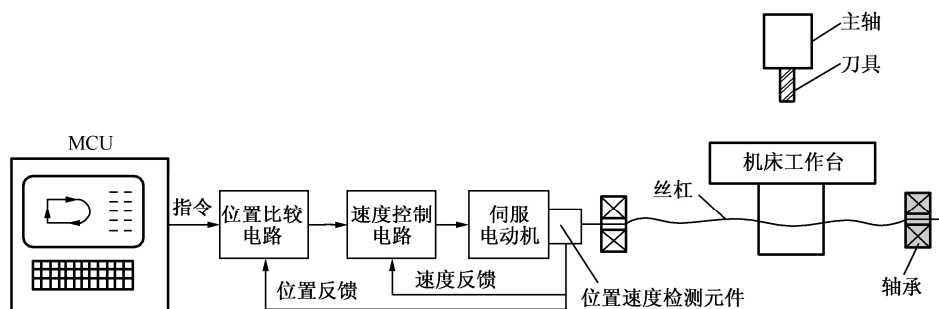 主轴
刀具
MCU
机床工作台
指令
位置比较
电路
速度控制
电路
伺服
电动机
丝杠
位置反馈
速度反馈
位置速度检测元件
轴承